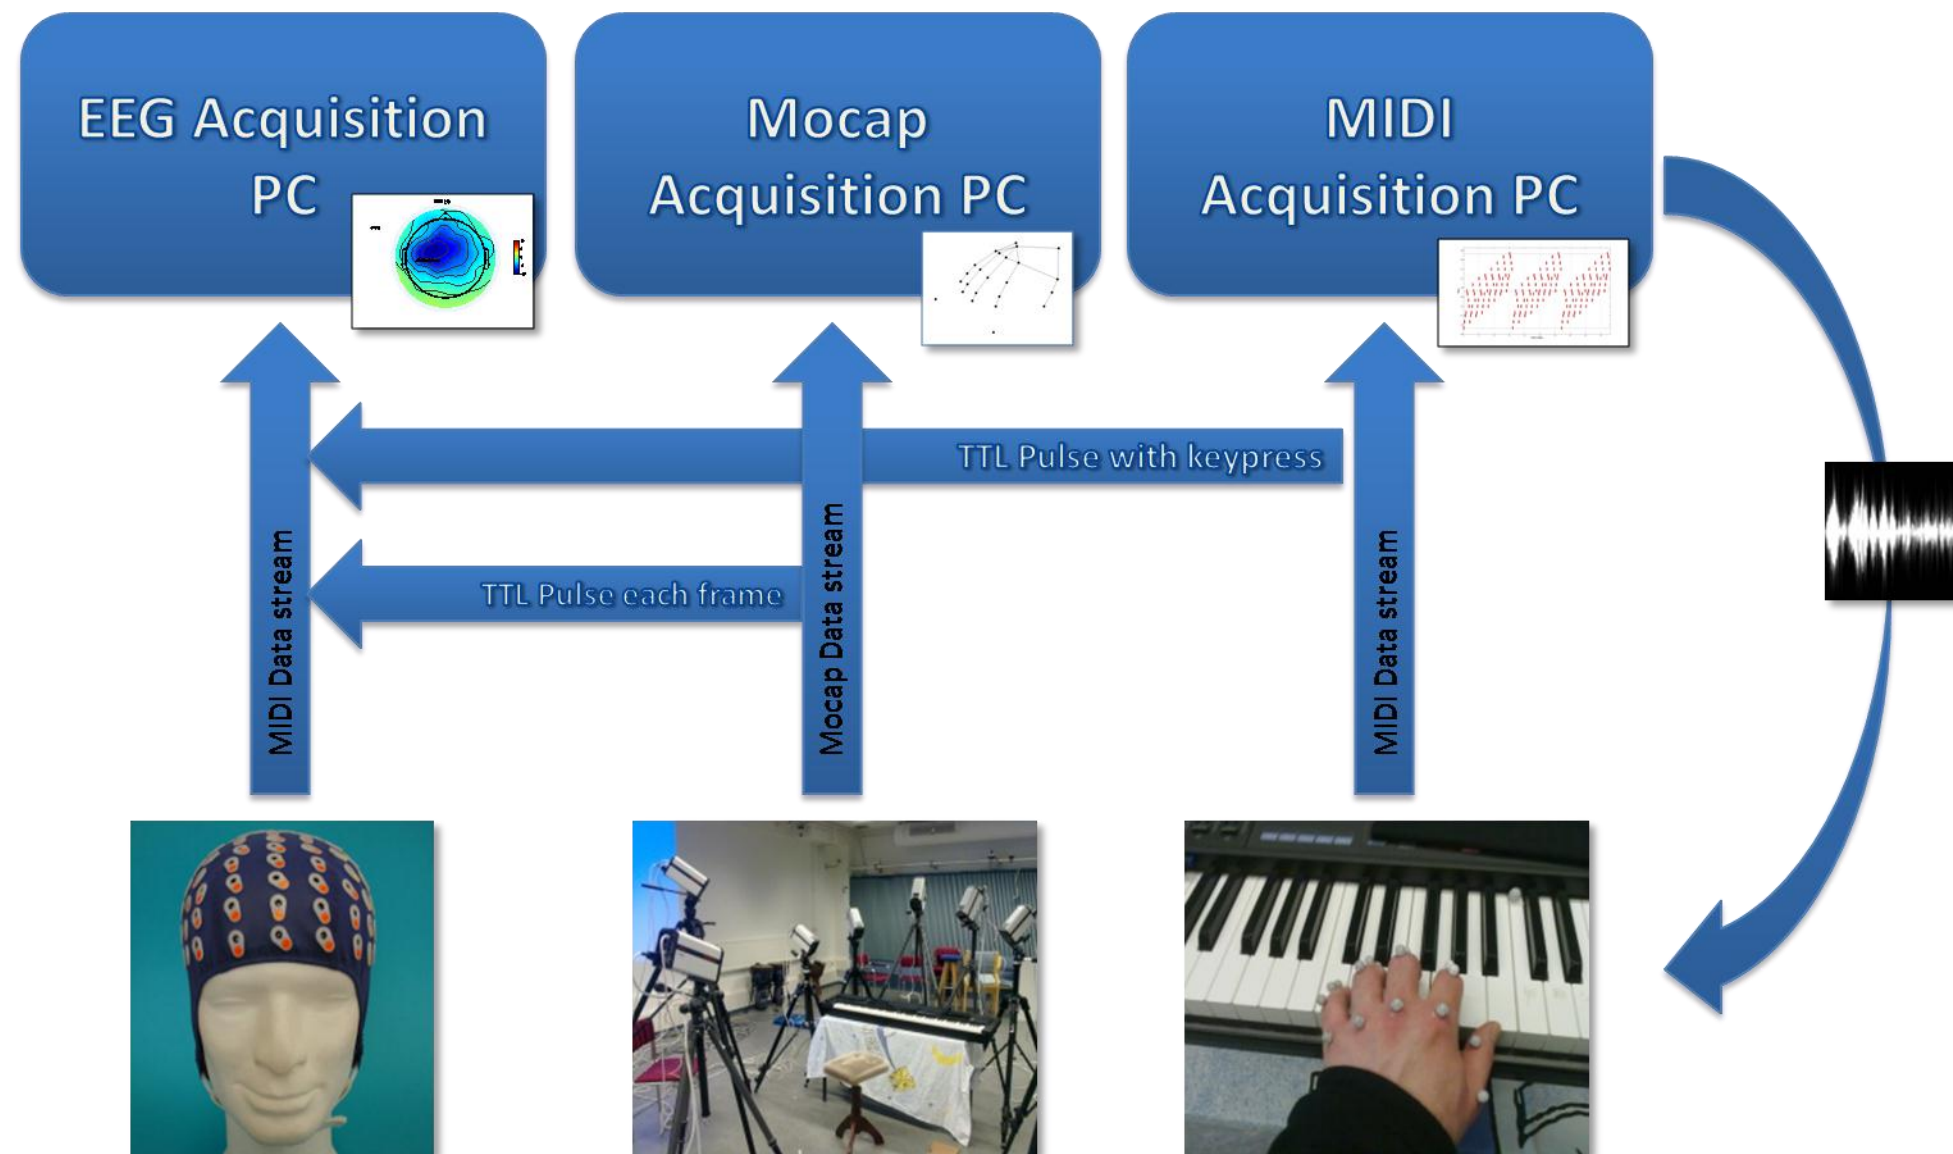 EEG Acquisition
PC
Mocap
Acquisition PC
MIDI
Acquisition PC
TTL Pulse with keypress
TTL Pulse each frame
MIDI Data stream
Mocap Data stream
MIDI Data stream